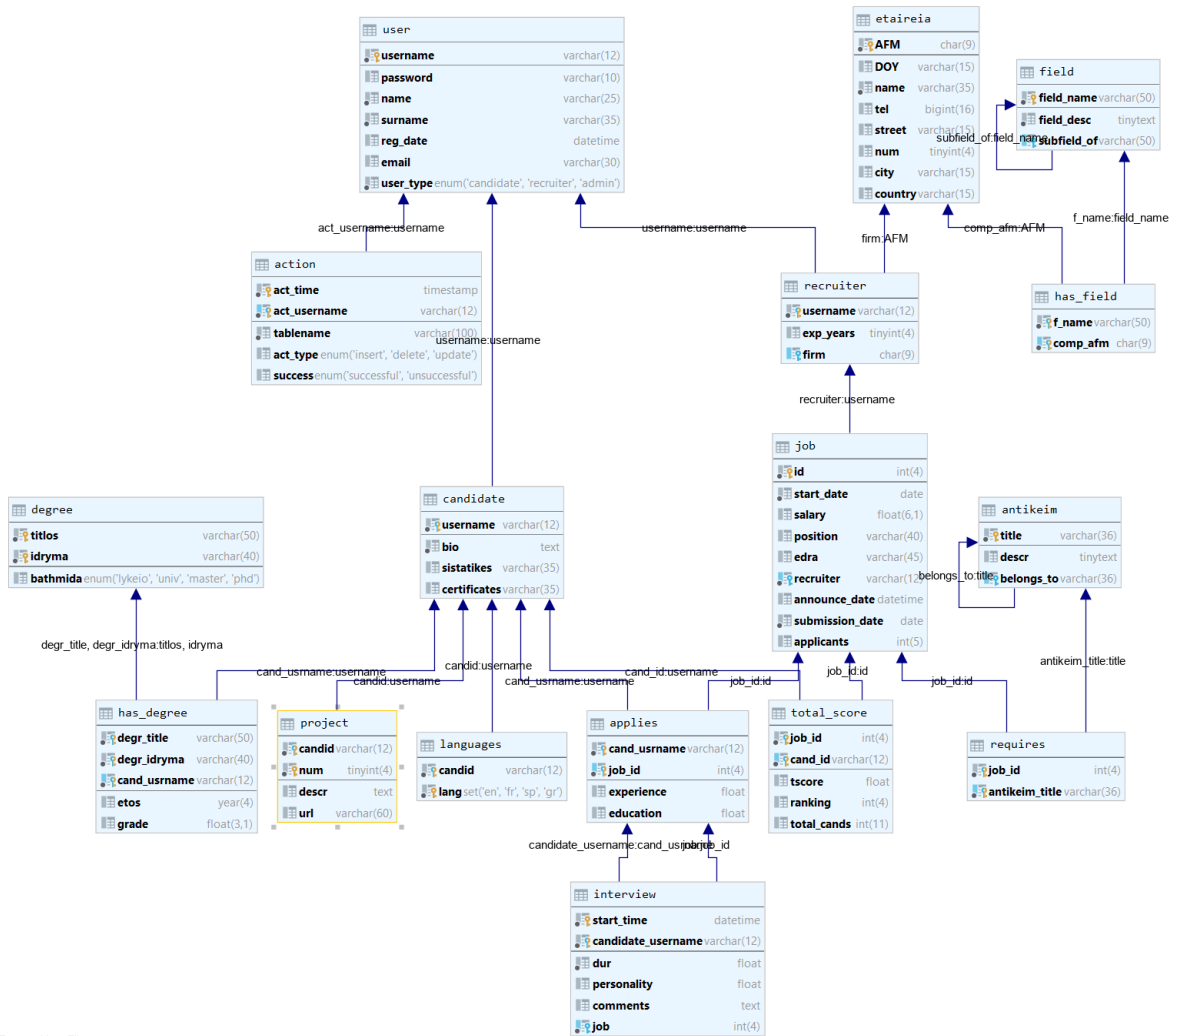 user
username varchar(12)
password varchar(10)
name varchar(25)
surname varchar(35)
reg_date datetime
email varchar(30)
user_type enum('candidate', 'recruiter', 'admin')
etaireia
AFM char(9)
DOY varchar(15)
name varchar(35)
tel bigint(16)
street varchar(15)
num tinyint(4)
city varchar(15)
country varchar(15)
field
field_name varchar(50)
field_desc tinytext
subfield_of varchar(50)
subfield_of:field_name
act_username:username
username:username
username:username
firm:AFM
comp_afm:AFM
f_name:field_name
action
act_time timestamp
act_username varchar(12)
tablename varchar(100)
act_type enum('insert', 'delete', 'update')
success enum('successful', 'unsuccessful')
recruiter
username varchar(12)
exp_years tinyint(4)
firm char(9)
has_field
f_name varchar(50)
comp_afm char(9)
recruiter:username
job
id int(4)
start_date date
salary float(6,1)
position varchar(40)
edra varchar(45)
recruiter varchar(12)
announce_date datetime
submission_date date
applicants int(5)
degree
titlos varchar(50)
idryma varchar(40)
bathmida enum('lykeio', 'univ', 'master', 'phd')
candidate
username varchar(12)
bio text
sistatikes varchar(35)
certificates varchar(35)
antikeim
title varchar(36)
descr tinytext
belongs_to varchar(36)
belongs_to:title
degr_title, degr_idryma:titlos, idryma
cand_usrname:username
candid:username
candid:username
cand_usrname:username
cand_id:username
job_id:id
job_id:id
job_id:id
antikeim_title:title
has_degree
degr_title varchar(50)
degr_idryma varchar(40)
cand_usrname varchar(12)
etos year(4)
grade float(3,1)
project
candid varchar(12)
num tinyint(4)
descr text
url varchar(60)
languages
candid varchar(12)
lang set('en', 'fr', 'sp', 'gr')
applies
cand_usrname varchar(12)
job_id int(4)
experience float
education float
total_score
job_id int(4)
cand_id varchar(12)
tscore float
ranking int(4)
total_cands int(11)
requires
job_id int(4)
antikeim_title varchar(36)
candidate_username:cand_usrname
job:job_id
interview
start_time datetime
candidate_username varchar(12)
dur float
personality float
comments text
job int(4)